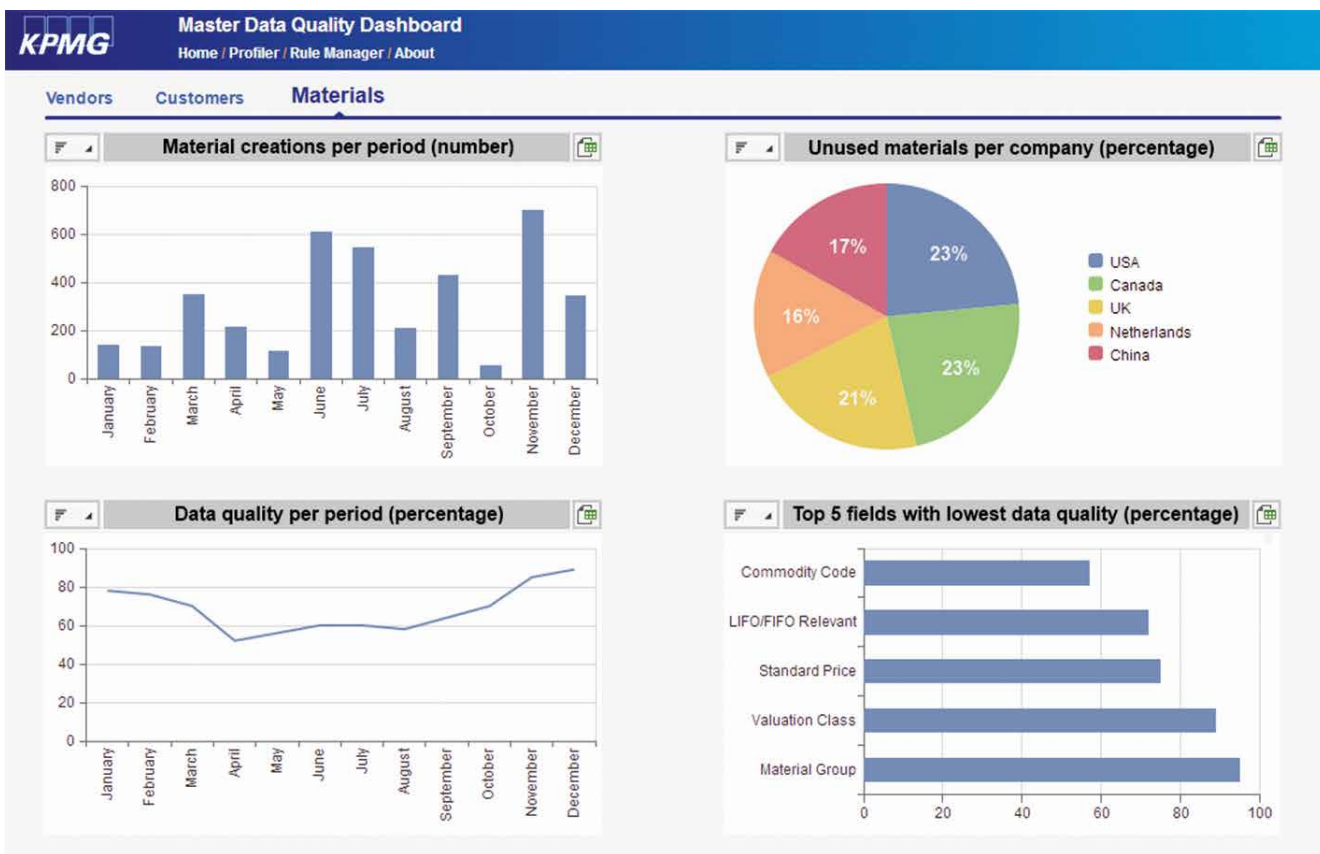 KPMG
Master Data Quality Dashboard
Home / Profiler / Rule Manager / About
Vendors Customers Materials
Material creations per period (number)
800
600
400
200
0
January
February
March
April
May
June
July
August
September
October
November
December
Unused materials per company (percentage)
17%
23%
16%
23%
21%
USA
Canada
UK
Netherlands
China
Data quality per period (percentage)
100
80
60
40
20
0
January
February
March
April
May
June
July
August
September
October
November
December
Top 5 fields with lowest data quality (percentage)
Commodity Code
LIFO/FIFO Relevant
Standard Price
Valuation Class
Material Group
0 20 40 60 80 100